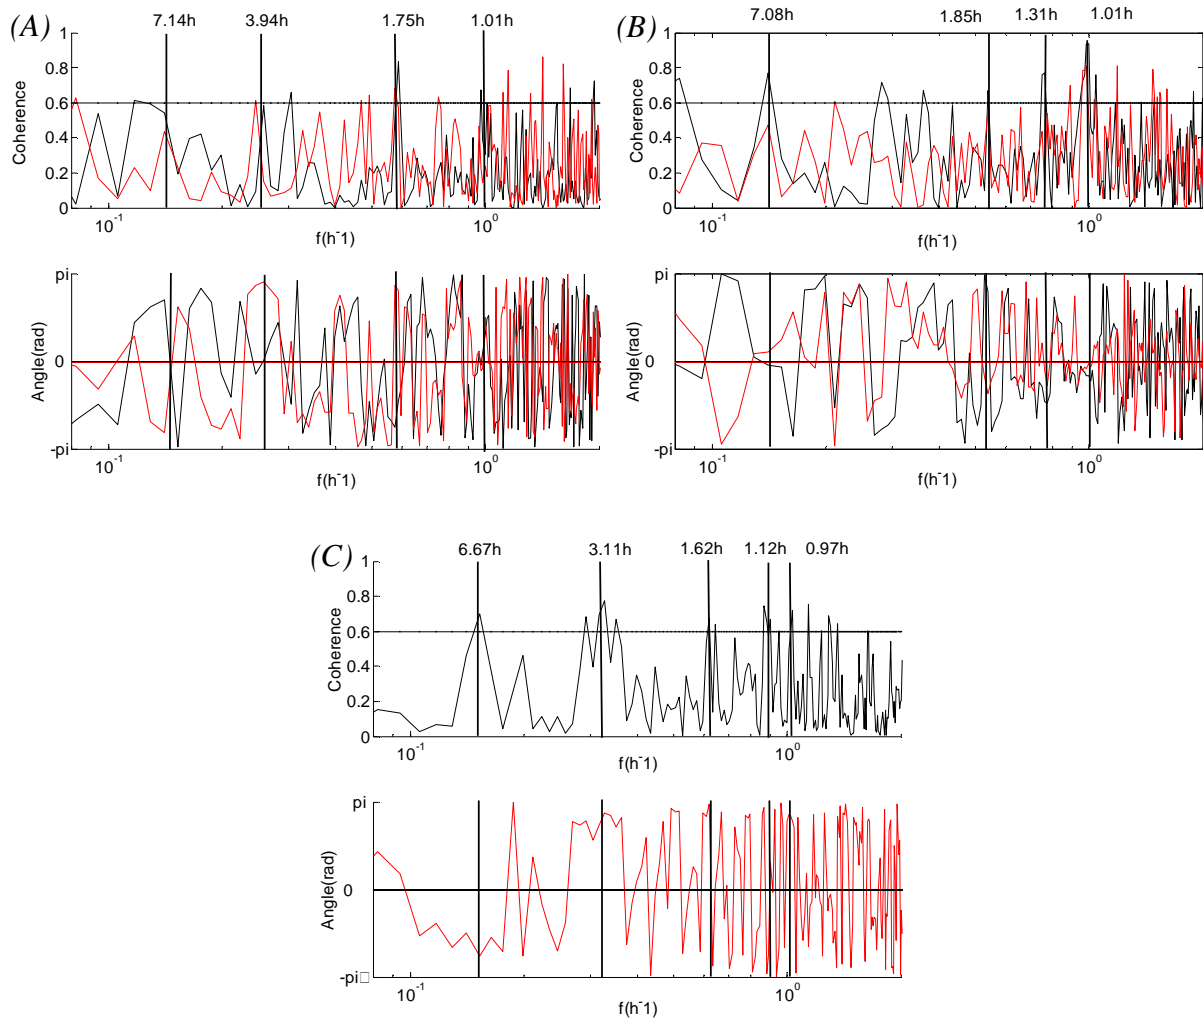 (A) 7.14h 3.94h 1.75h 1.01h
1
0.8
0.6
0.4
0.2
0
Coherence
10-1 100
f(h-1)
pi
0
-pi
Angle(rad)
10-1 100
f(h-1)
(B) 7.08h 1.85h 1.31h 1.01h
1
0.8
0.6
0.4
0.2
0
Coherence
10-1 100
f(h-1)
pi
0
-pi
Angle(rad)
10-1 100
f(h-1)
(C) 6.67h 3.11h 1.62h 1.12h 0.97h
1
0.8
0.6
0.4
0.2
0
Coherence
10-1 100
f(h-1)
pi
0
-pi□
Angle(rad)
10-1 100
f(h-1)